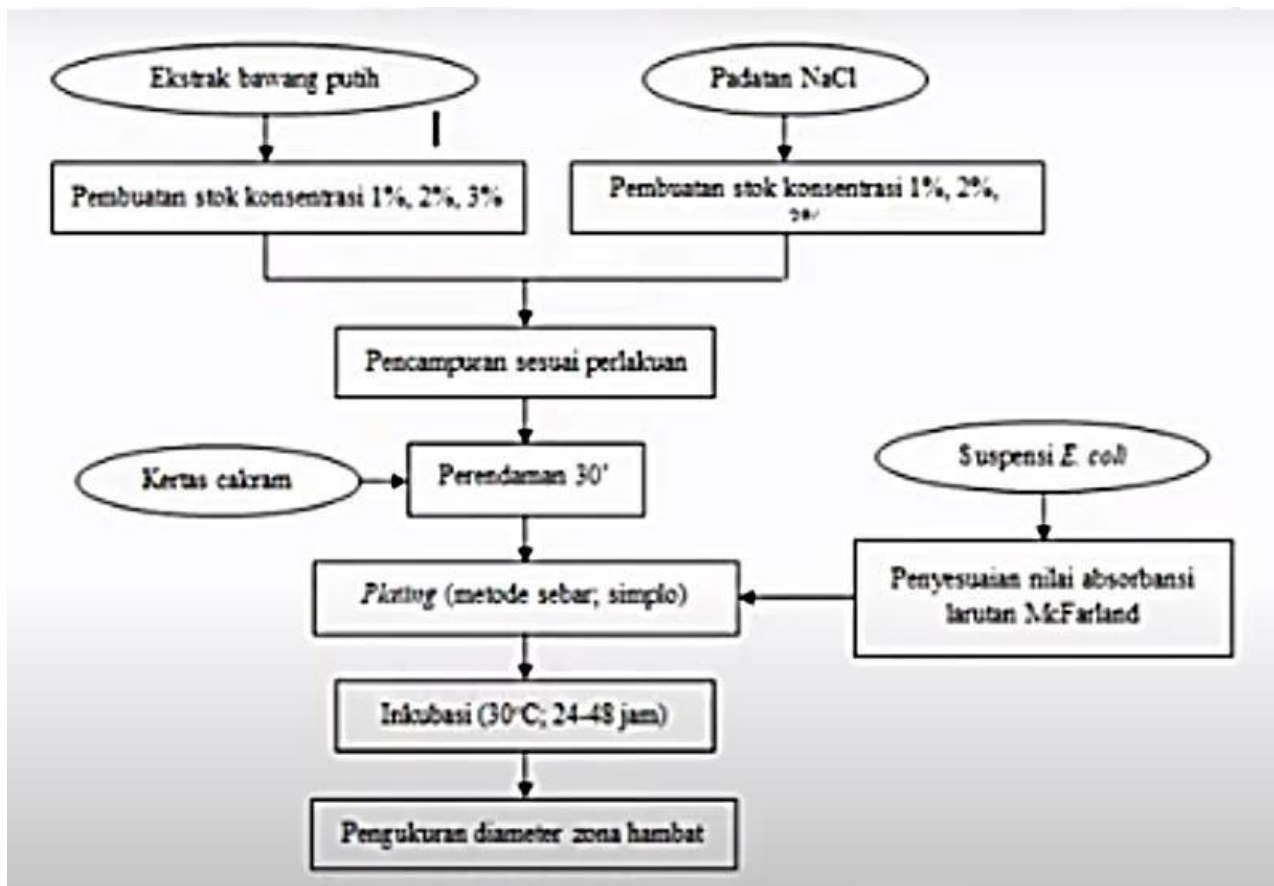 Ekstrak bawang putih
Padatan NaCl
Pembuatan stok konsentrasi 1%, 2%, 3%
Pembuatan stok konsentrasi 1%, 2%,
Pencampuran sesuai perlakuan
Kertas cakram
Perendaman 30'
Suspensi E. coli
Plating (metode sebar; simplo)
Penyesuaian nilai absorbansi
larutan McFarland
Inkubasi (30°C; 24-48 jam)
Pengukuran diameter zona hambat